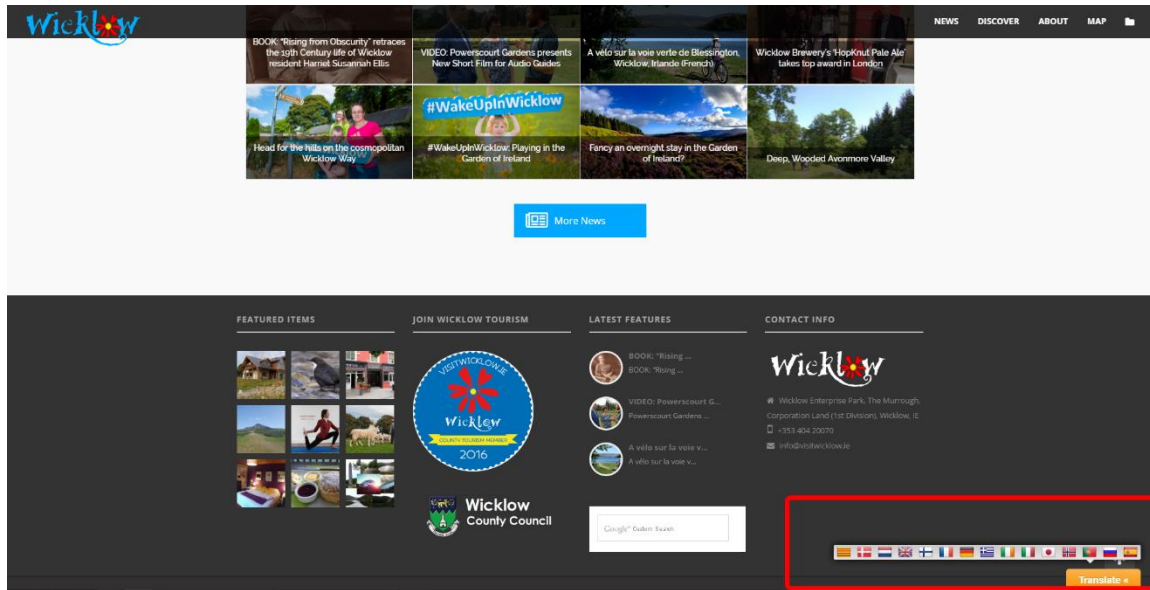 Wicklow
NEWS DISCOVER ABOUT MAP
BOOK: "Rising from Obscurity" retraces
the 19th Century life of Wicklow
resident Harriet Susannah Ellis
VIDEO: Powerscourt Gardens presents
New Short Film for Audio Guides
A vélo sur la voie verte de Blessington,
Wicklow, Irlande (French)
Wicklow Brewery's 'HopKnut Pale Ale'
takes top award in London
Head for the hills on the cosmopolitan
Wicklow Way
#WakeUpInWicklow
#WakeUpInWicklow: Playing in the
Garden of Ireland
Fancy an overnight stay in the Garden
of Ireland?
Deep, Wooded Avonmore Valley
More News
FEATURED ITEMS
JOIN WICKLOW TOURISM
VISITWICKLOW.IE
Wicklow
COUNTY TOURISM MEMBER
2016
Wicklow
County Council
LATEST FEATURES
BOOK: "Rising ...
BOOK: "Rising ...
VIDEO: Powerscourt G...
Powerscourt Gardens ...
A vélo sur la voie v...
A vélo sur la voie v...
Google Custom Search
CONTACT INFO
Wicklow
Wicklow Enterprise Park, The Murrough,
Corporation Land (1st Division), Wicklow, IE
+353 404 20070
info@visitwicklow.ie
Translate «